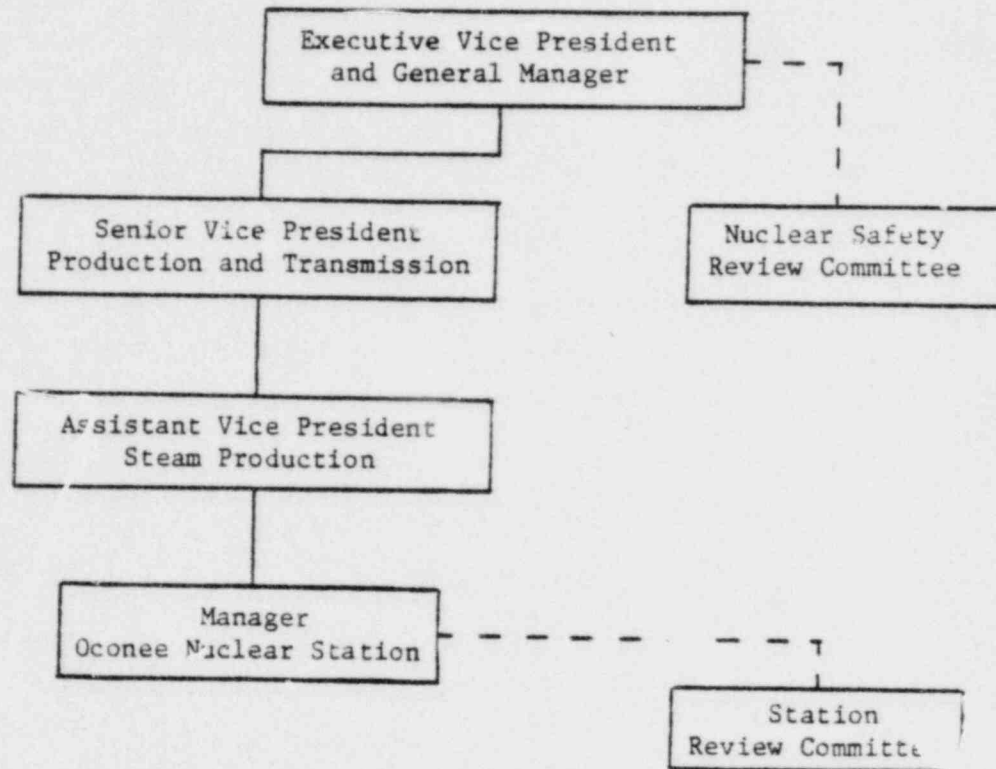 Executive Vice President
and General Manager
Senior Vice President
Production and Transmission
Nuclear Safety
Review Committee
Assistant Vice President
Steam Production
Manager
Oconee Nuclear Station
Station
Review Committe